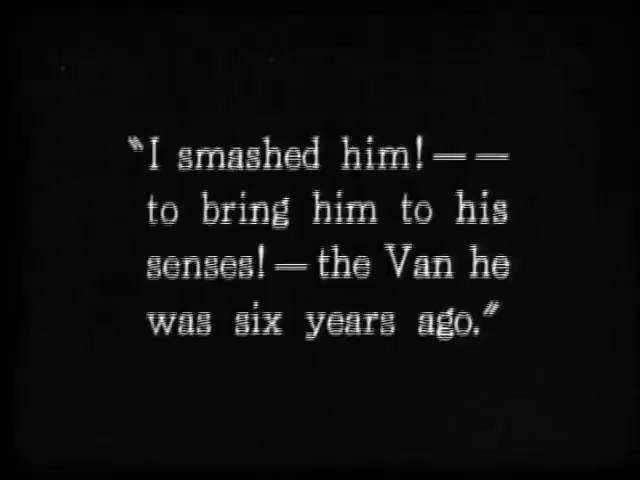 "I smashed him!——
to bring him to his
senses!—the Van he
was six years ago."